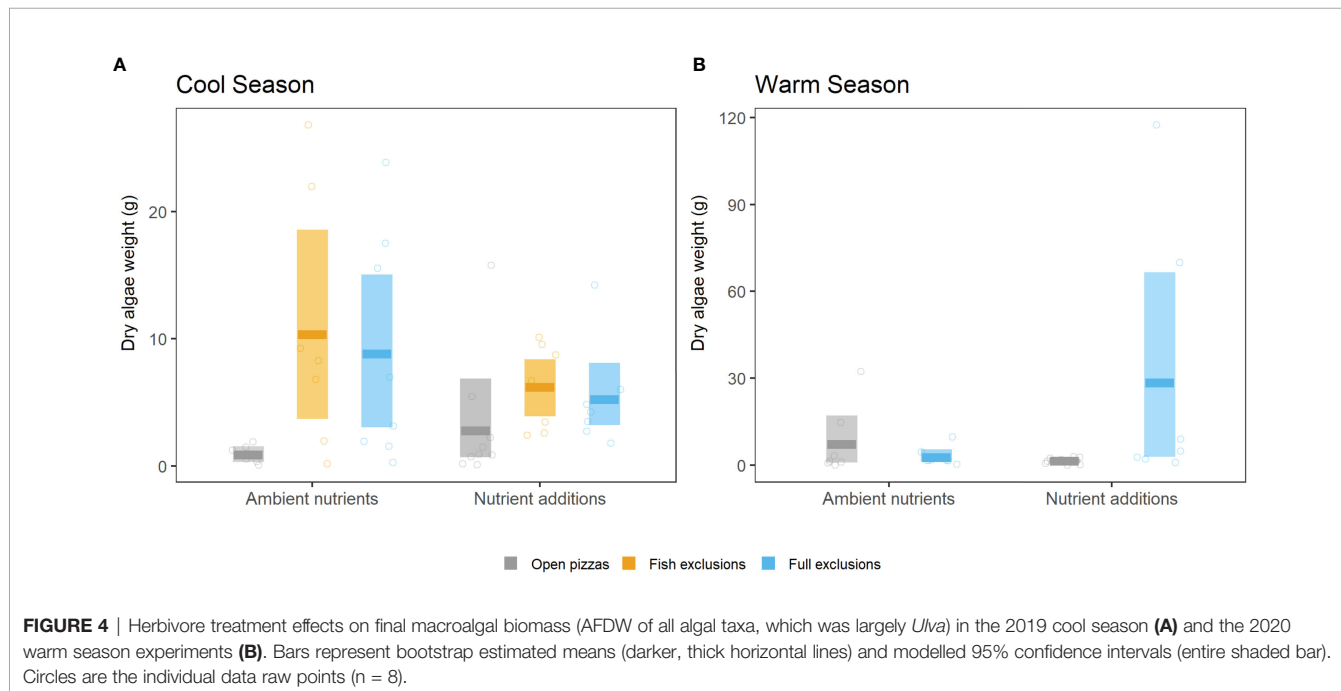 A
Cool Season
Dry algae weight (g)
20
10
0
Ambient nutrients
Nutrient additions
B
Warm Season
Dry algae weight (g)
120
90
60
30
0
Ambient nutrients
Nutrient additions
Open pizzas
Fish exclusions
Full exclusions
FIGURE 4 | Herbivore treatment effects on final macroalgal biomass (AFDW of all algal taxa, which was largely Ulva) in the 2019 cool season (A) and the 2020
warm season experiments (B). Bars represent bootstrap estimated means (darker, thick horizontal lines) and modelled 95% confidence intervals (entire shaded bar).
Circles are the individual data raw points (n = 8).